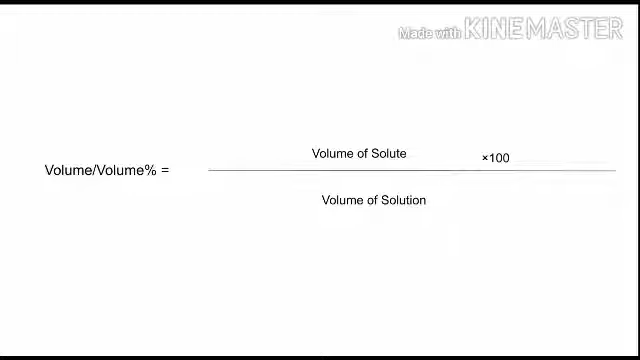 Made with KINEMASTER
Volume of Solute ×100
Volume/Volume% =
Volume of Solution